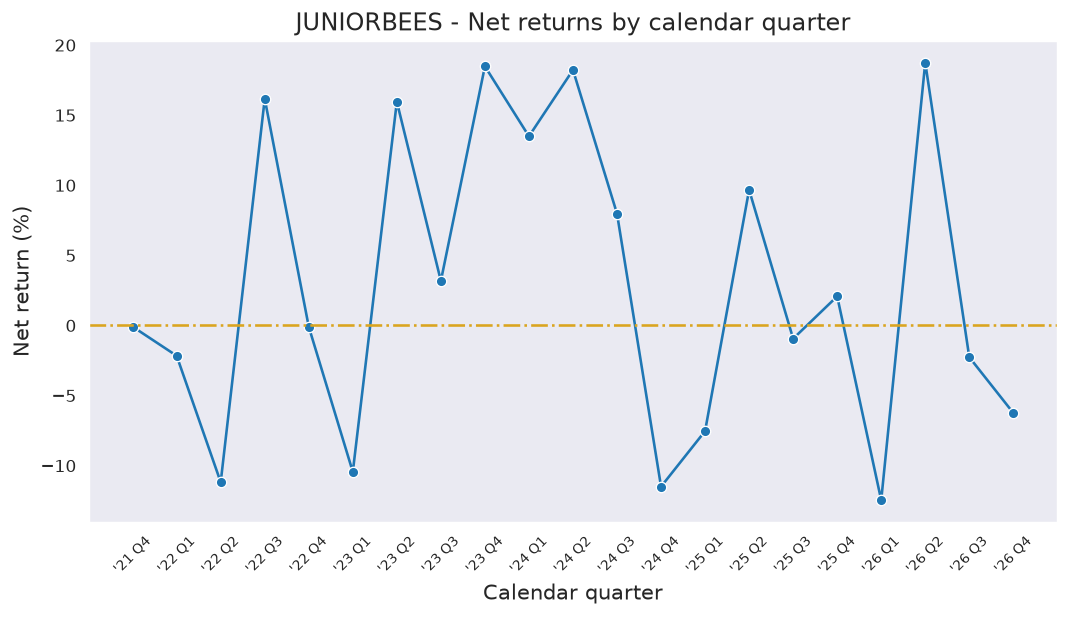 JUNIORBEES - Net returns by calendar quarter
Net return (%)
20
15
10
5
0
−5
−10
'21 Q4
'22 Q1
'22 Q2
'22 Q3
'22 Q4
'23 Q1
'23 Q2
'23 Q3
'23 Q4
'24 Q1
'24 Q2
'24 Q3
'24 Q4
'25 Q1
'25 Q2
'25 Q3
'25 Q4
'26 Q1
'26 Q2
'26 Q3
'26 Q4
Calendar quarter